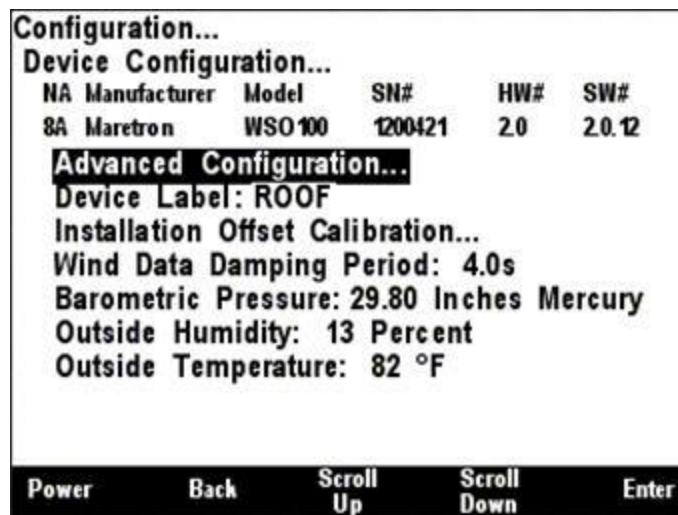 Configuration...
Device Configuration...
NA Manufacturer Model SN# HW# SW#
8A Maretron WSO100 1200421 2.0 2.0.12
Advanced Configuration...
Device Label: ROOF
Installation Offset Calibration...
Wind Data Damping Period: 4.0s
Barometric Pressure: 29.80 Inches Mercury
Outside Humidity: 13 Percent
Outside Temperature: 82 °F
Power Back Scroll Up Scroll Down Enter